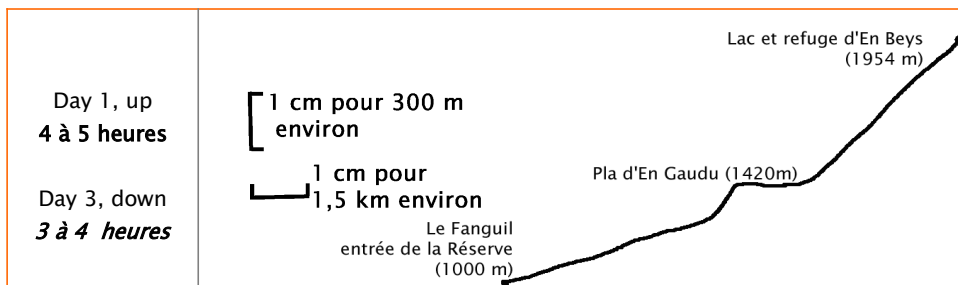 Day 1, up
4 à 5 heures
Day 3, down
3 à 4 heures
1 cm pour 300 m
environ
1 cm pour
1,5 km environ
Lac et refuge d'En Beys
(1954 m)
Pla d'En Gaudu (1420m)
Le Fanguil
entrée de la Réserve
(1000 m)